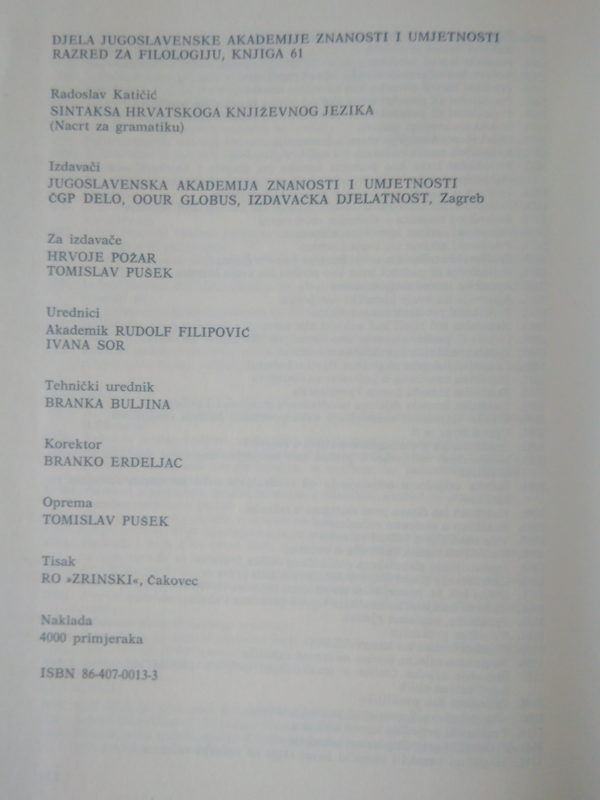 DJELA JUGOSLAVENSKE AKADEMIJE ZNANOSTI I UMJETNOSTI
RAZRED ZA FILOLOGIJU, KNJIGA 61
Radoslav Katičić
SINTAKSA HRVATSKOGA KNJIŽEVNOG JEZIKA
(Nacrt za gramatiku)
Izdavači
JUGOSLAVENSKA AKADEMIJA ZNANOSTI I UMJETNOSTI
ČGP DELO, OOUR GLOBUS, IZDAVAČKA DJELATNOST, Zagreb
Za izdavače
HRVOJE POŽAR
TOMISLAV PUŠEK
Urednici
Akademik RUDOLF FILIPOVIĆ
IVANA SOR
Tehnički urednik
BRANKA BULJINA
Korektor
BRANKO ERDELJAC
Oprema
TOMISLAV PUŠEK
Tisak
RO »ZRINSKI«, Čakovec
Naklada
4000 primjeraka
ISBN 86-407-0013-3